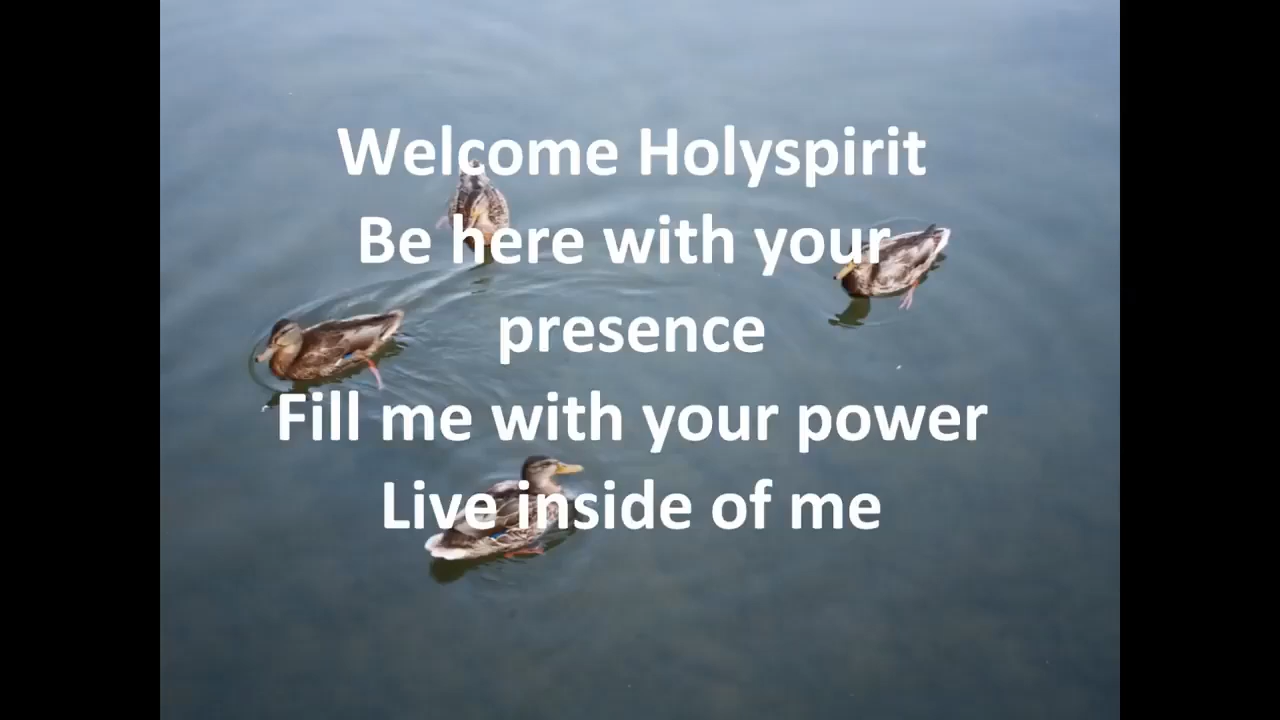 Welcome Holyspirit
Be here with your
presence
Fill me with your power
Live inside of me